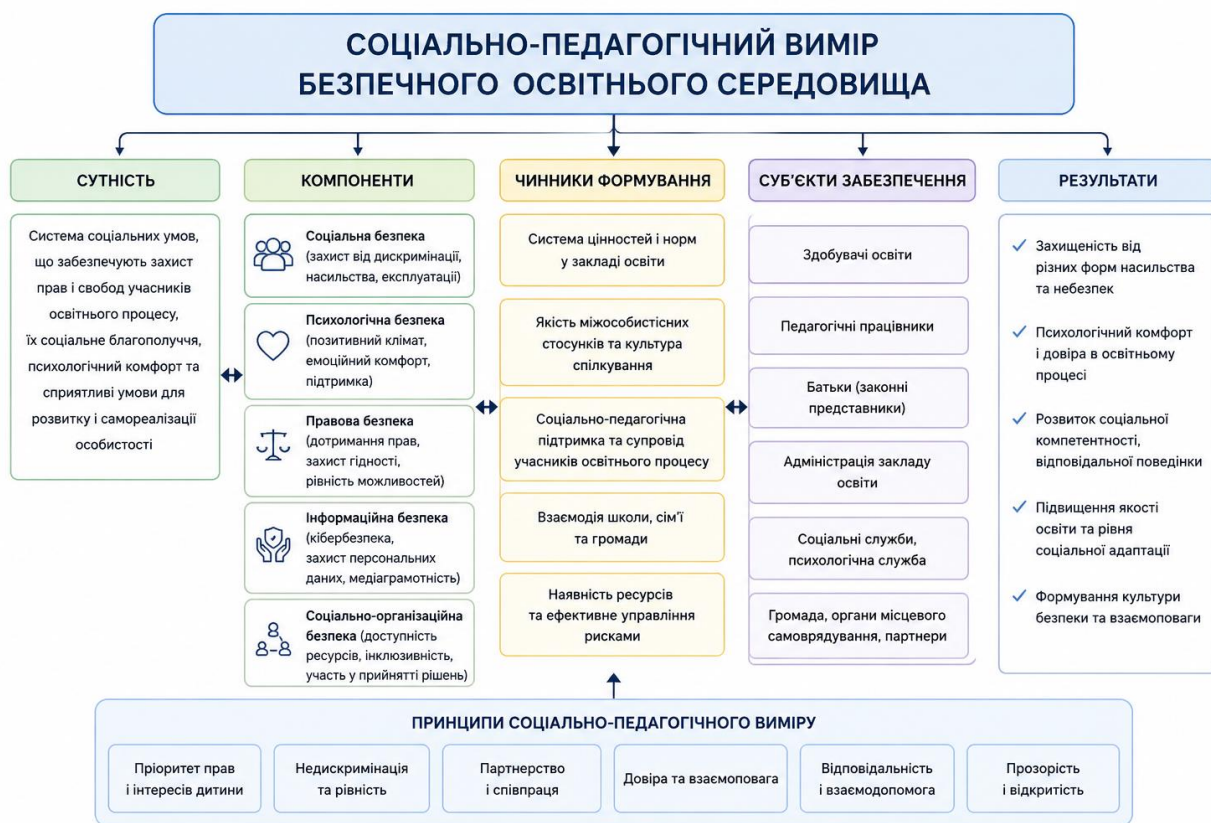 СОЦІАЛЬНО-ПЕДАГОГІЧНИЙ ВИМІР
БЕЗПЕЧНОГО ОСВІТНЬОГО СЕРЕДОВИЩА
СУТНІСТЬ
Система соціальних умов,
що забезпечують захист
прав і свобод учасників
освітнього процесу,
їх соціальне благополуччя,
психологічний комфорт та
сприятливі умови для
розвитку і самореалізації
особистості
КОМПОНЕНТИ
Соціальна безпека
(захист від дискримінації,
насильства, експлуатації)
Психологічна безпека
(позитивний клімат,
емоційний комфорт,
підтримка)
Правова безпека
(дотримання прав,
захист гідності,
рівність можливостей)
Інформаційна безпека
(кібербезпека,
захист персональних
даних, медіаграмотність)
Соціально-організаційна
безпека (доступність
ресурсів, інклюзивність,
участь у прийнятті рішень)
ЧИННИКИ ФОРМУВАННЯ
Система цінностей і норм
у закладі освіти
Якість міжособистісних
стосунків та культура
спілкування
Соціально-педагогічна
підтримка та супровід
учасників освітнього процесу
Взаємодія школи, сім'ї
та громади
Наявність ресурсів
та ефективне управління
рисками
СУБ'ЄКТИ ЗАБЕЗПЕЧЕННЯ
Здобувачі освіти
Педагогічні працівники
Батьки (законні
представники)
Адміністрація закладу
освіти
Соціальні служби,
психологічна служба
Громада, органи місцевого
самоврядування, партнери
РЕЗУЛЬТАТИ
Захищеність від
різних форм насильства
та небезпек
Психологічний комфорт
і довіра в освітньому
процесі
Розвиток соціальної
компетентності,
відповідальної поведінки
Підвищення якості
освіти та рівня
соціальної адаптації
Формування культури
безпеки та взаємоповаги
ПРИНЦИПИ СОЦІАЛЬНО-ПЕДАГОГІЧНОГО ВИМІРУ
Пріоритет прав
і інтересів дитини
Недискримінація
та рівність
Партнерство
і співпраця
Довіра та взаємоповага
Відповідальність
і взаємодопомога
Прозорість
і відкритість